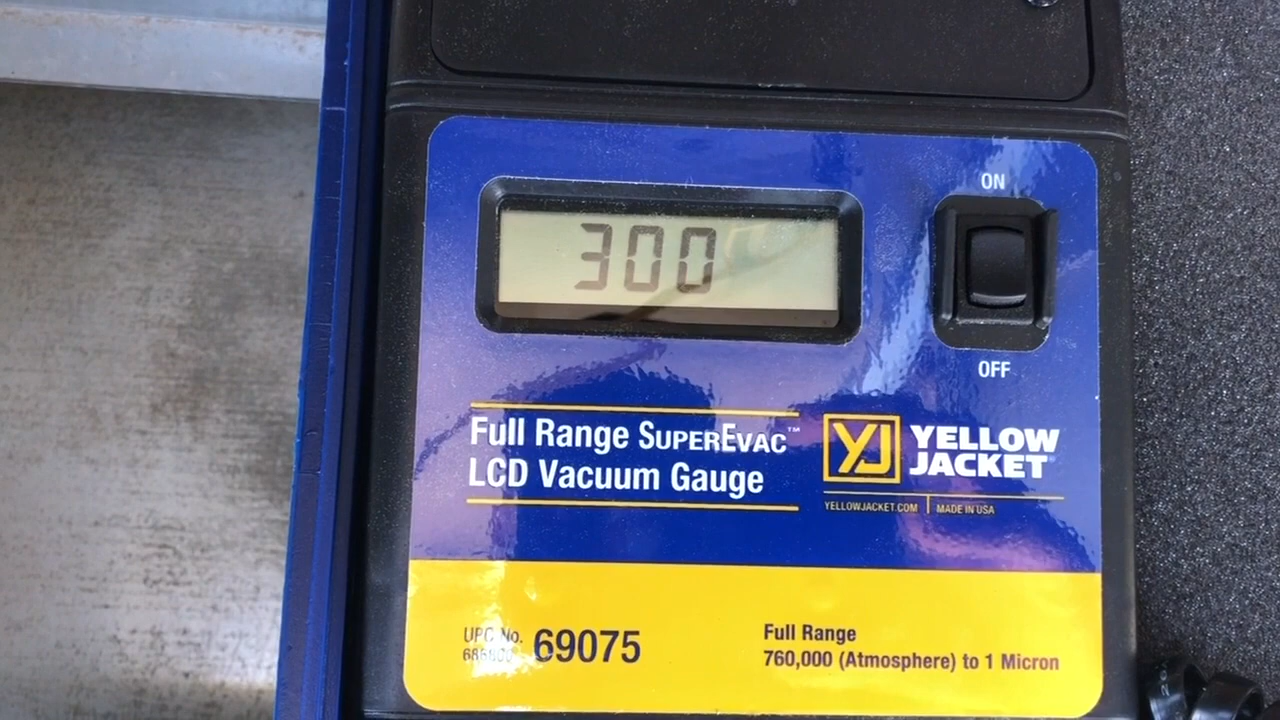 300
ON
OFF
Full Range SUPEREVAC™
LCD Vacuum Gauge
YJ YELLOW
JACKET®
YELLOWJACKET.COM
MADE IN USA
UPC No.
69075
Full Range
760,000 (Atmosphere) to 1 Micron